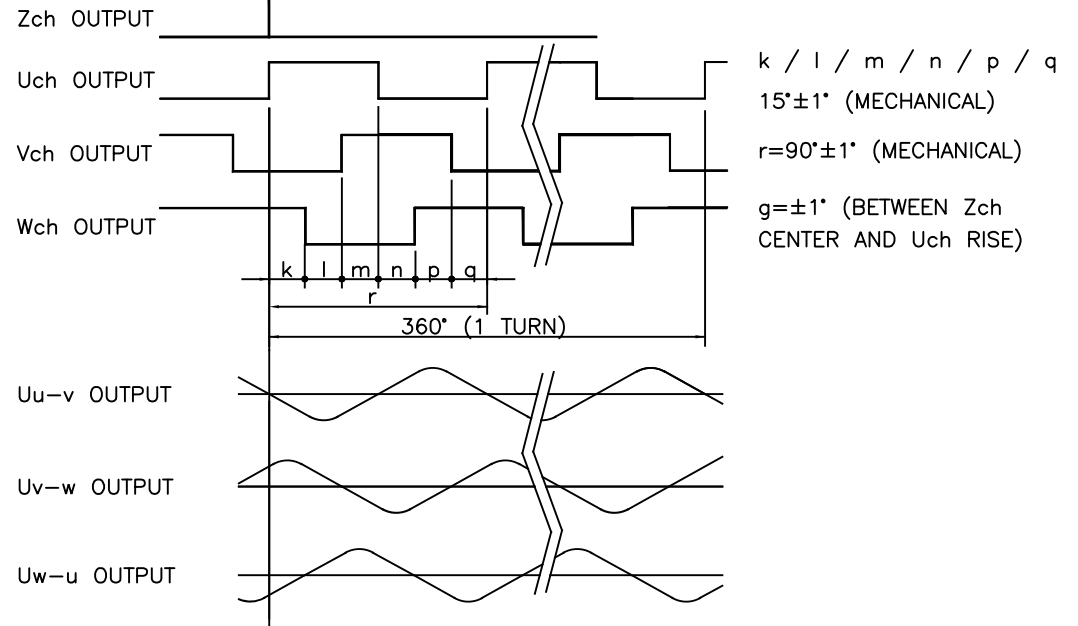 Zch OUTPUT
Uch OUTPUT
k / l / m / n / p / q
15°±1° (MECHANICAL)
Vch OUTPUT
r=90°±1° (MECHANICAL)
Wch OUTPUT
g=±1° (BETWEEN Zch
CENTER AND Uch RISE)
k l m n p q
r
360° (1 TURN)
Uu-v OUTPUT
Uv-w OUTPUT
Uw-u OUTPUT